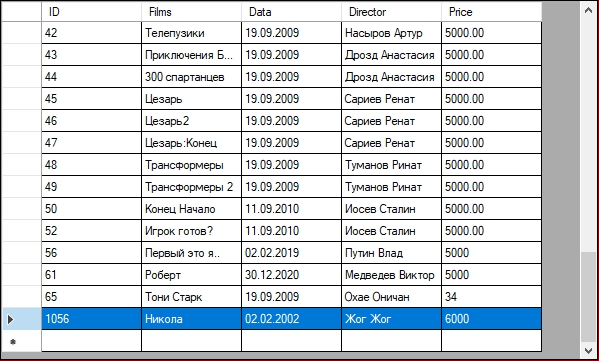 ID Films Data Director Price
42 Телепузики 19.09.2009 Насыров Артур 5000.00
43 Приключения Б... 19.09.2009 Дрозд Анастасия 5000.00
44 300 спартанцев 19.09.2009 Дрозд Анастасия 5000.00
45 Цезарь 19.09.2009 Сариев Ренат 5000.00
46 Цезарь2 19.09.2009 Сариев Ренат 5000.00
47 Цезарь:Конец 19.09.2009 Сариев Ренат 5000.00
48 Трансформеры 19.09.2009 Туманов Ринат 5000.00
49 Трансформеры 2 19.09.2009 Туманов Ринат 5000.00
50 Конец Начало 11.09.2010 Иосев Сталин 5000.00
52 Игрок готов? 11.09.2010 Иосев Сталин 5000.00
56 Первый это я.. 02.02.2019 Путин Влад 5000
61 Роберт 30.12.2020 Медведев Виктор 5000
65 Тони Старк 19.09.2009 Охае Оничан 34
1056 Никола 02.02.2002 Жог Жог 6000